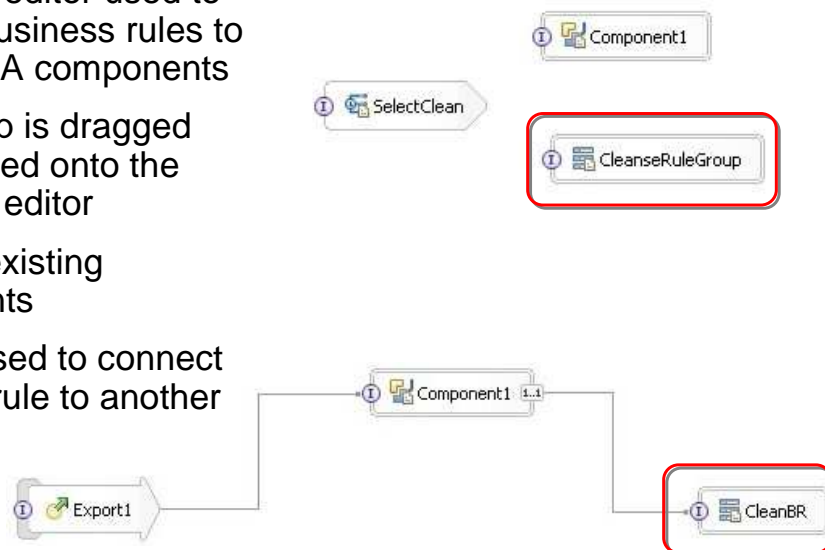 editor used to
usiness rules to
A components
o is dragged
ed onto the
editor
existing
nts
sed to connect
rule to another
I Component1
I SelectClean
I CleanseRuleGroup
I Component1 1..1
I Export1
I CleanBR